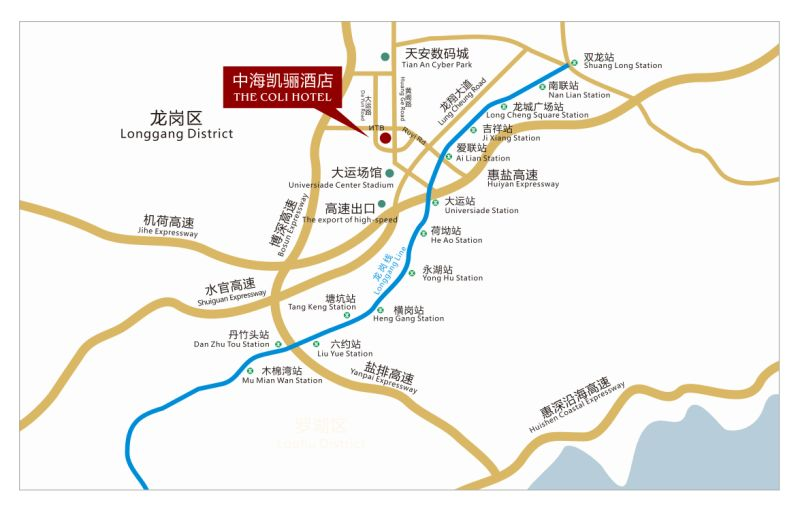 天安数码城
Tian An Cyber Park
双龙站
Shuang Long Station
中海凯骊酒店
THE COLI HOTEL
南联站
Nan Lian Station
大运路
Da Yun Road
黄阁路
Huang Ge Road
龙翔大道
Lung Cheung Road
龙城广场站
Long Cheng Square Station
龙岗区
Longgang District
ИТВ
Ruyi Rd
吉祥站
Ji Xiang Station
爱联站
Ai Lian Station
大运场馆
Universiade Center Stadium
惠盐高速
Huiyan Expressway
高速出口
The export of high-speed
大运站
Universiade Station
机荷高速
Jihe Expressway
博深高速
Bosun Expressway
荷坳站
He Ao Station
龙岗线
Longgang Line
永湖站
Yong Hu Station
水官高速
Shuiguan Expressway
塘坑站
Tang Keng Station
横岗站
Heng Gang Station
丹竹头站
Dan Zhu Tou Station
六约站
Liu Yue Station
木棉湾站
Mu Mian Wan Station
盐排高速
Yanpai Expressway
惠深沿海高速
Huishen Coastal Expressway
罗湖区
Luohu District